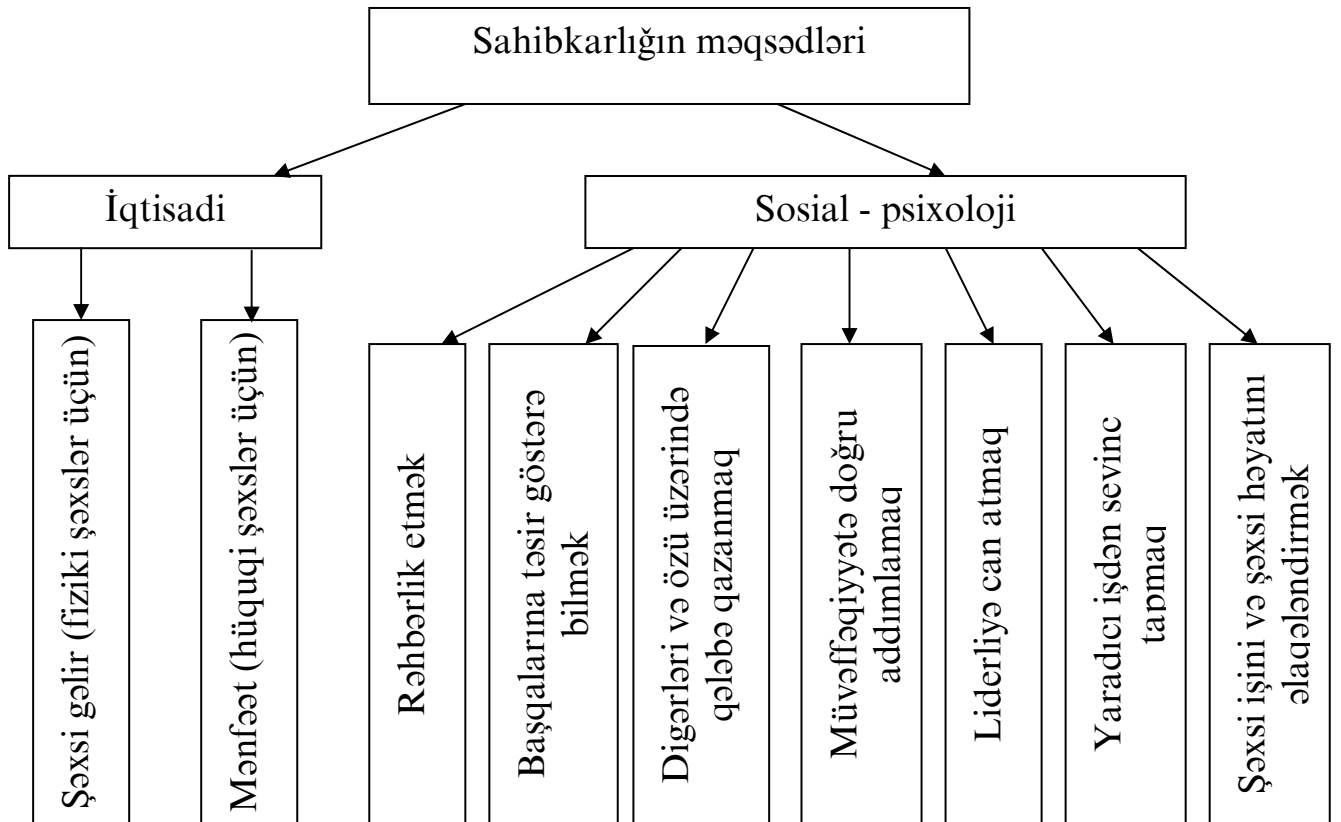 Sahibkarlığın məqsədləri
İqtisadi
Sosial - psixoloji
Şəxsi gəlir (fiziki şəxslər üçün)
Mənfəət (hüquqi şəxslər üçün)
Rəhbərlik etmək
Başqalarına təsir göstərə
bilmək
Digərləri və özü üzərində
qələbə qazanmaq
Müvəffəqiyyətə doğru
addımlamaq
Liderliyə can atmaq
Yaradıcı işdən sevinc
tapmaq
Şəxsi işini və şəxsi həyatını
əlaqələndirmək